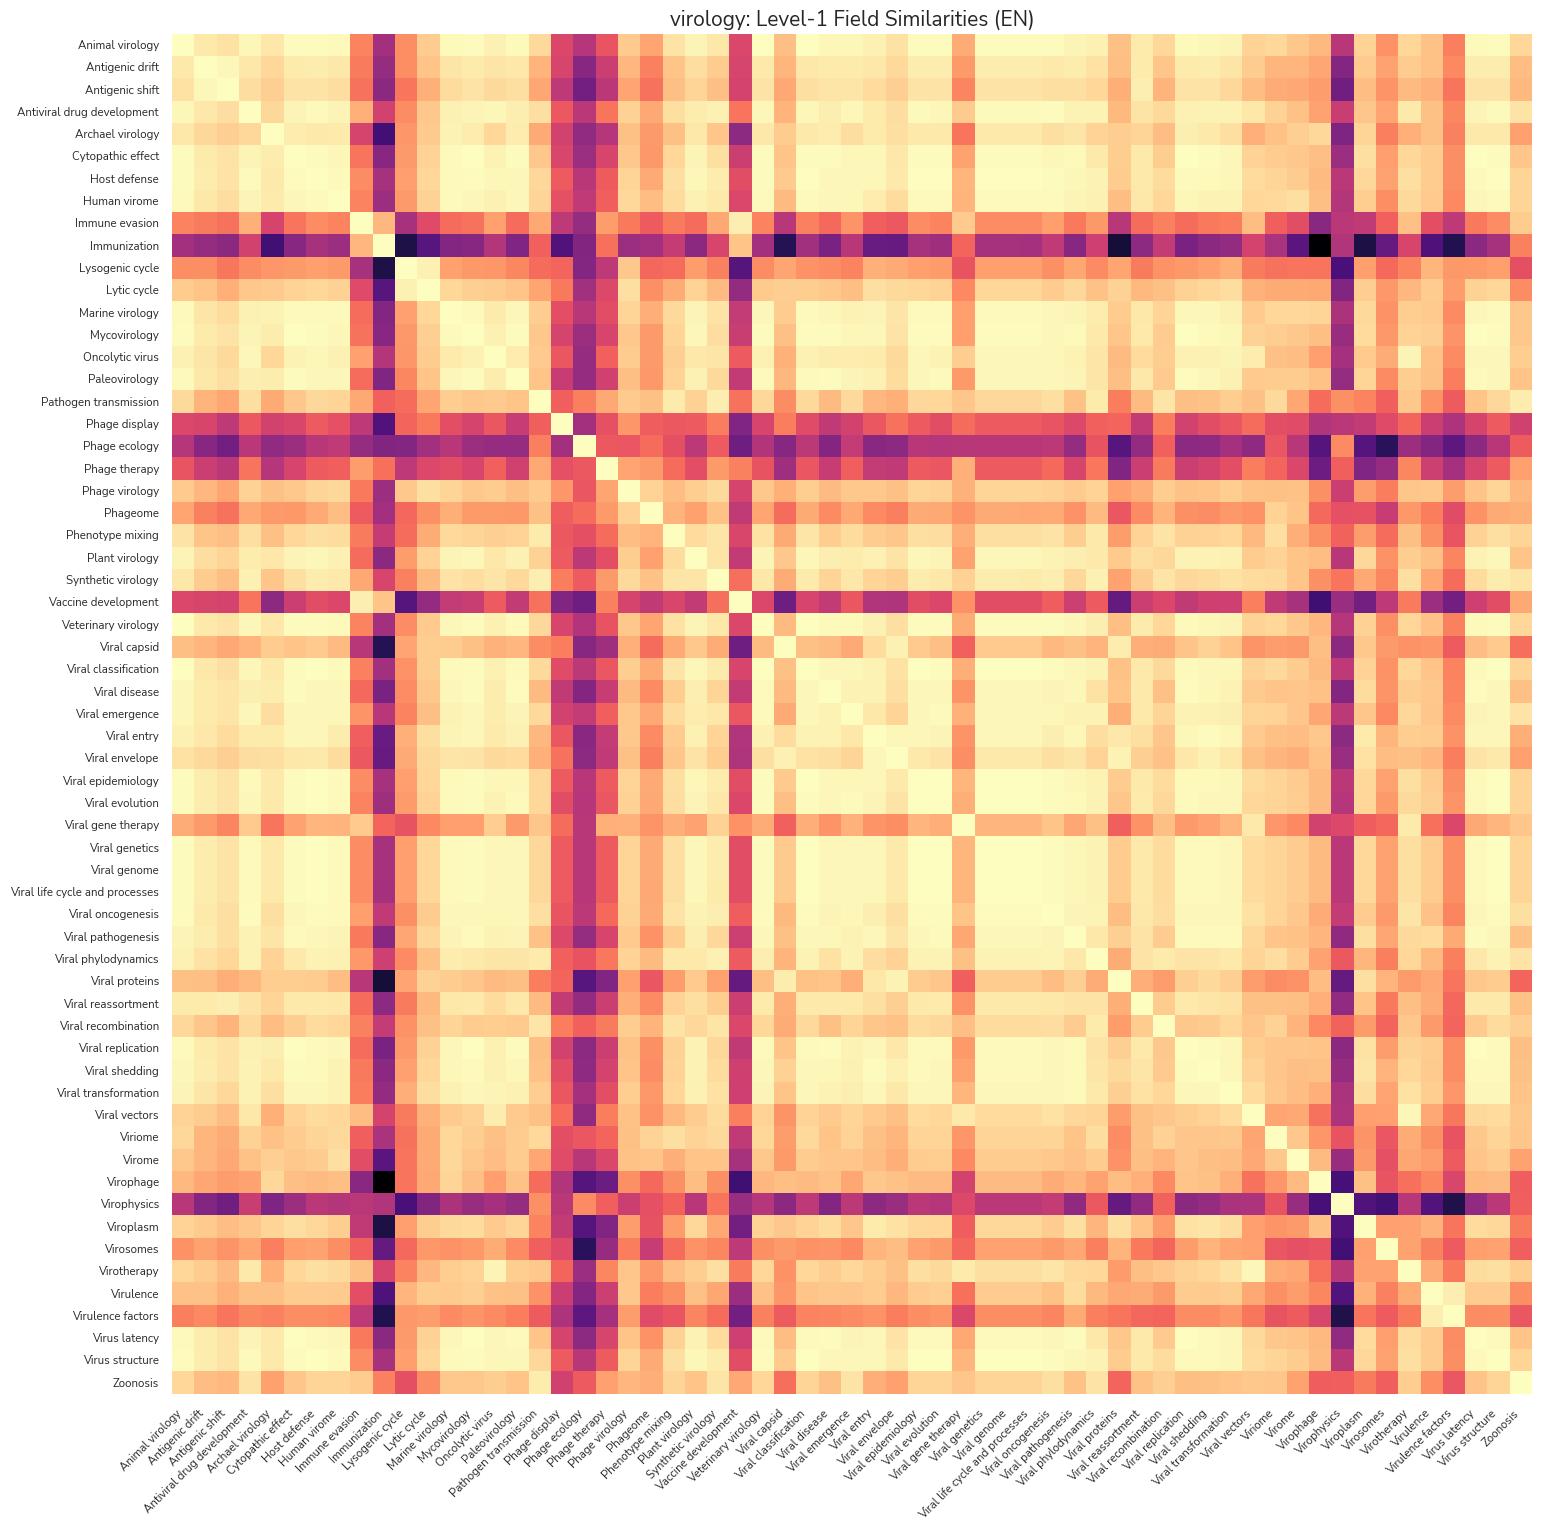 virology: Level-1 Field Similarities (EN)
Animal virology
Antigenic drift
Antigenic shift
Antiviral drug development
Archael virology
Cytopathic effect
Host defense
Human virome
Immune evasion
Immunization
Lysogenic cycle
Lytic cycle
Marine virology
Mycovirology
Oncolytic virus
Paleovirology
Pathogen transmission
Phage display
Phage ecology
Phage therapy
Phage virology
Phageome
Phenotype mixing
Plant virology
Synthetic virology
Vaccine development
Veterinary virology
Viral capsid
Viral classification
Viral disease
Viral emergence
Viral entry
Viral envelope
Viral epidemiology
Viral evolution
Viral gene therapy
Viral genetics
Viral genome
Viral life cycle and processes
Viral oncogenesis
Viral pathogenesis
Viral phylodynamics
Viral proteins
Viral reassortment
Viral recombination
Viral replication
Viral shedding
Viral transformation
Viral vectors
Viriome
Virome
Virophage
Virophysics
Viroplasm
Virosomes
Virotherapy
Virulence
Virulence factors
Virus latency
Virus structure
Zoonosis
Animal virology
Antigenic drift
Antigenic shift
Antiviral drug development
Archael virology
Cytopathic effect
Host defense
Human virome
Immune evasion
Immunization
Lysogenic cycle
Lytic cycle
Marine virology
Mycovirology
Oncolytic virus
Paleovirology
Pathogen transmission
Phage display
Phage ecology
Phage therapy
Phage virology
Phageome
Phenotype mixing
Plant virology
Synthetic virology
Vaccine development
Veterinary virology
Viral capsid
Viral classification
Viral disease
Viral emergence
Viral entry
Viral envelope
Viral epidemiology
Viral evolution
Viral gene therapy
Viral genetics
Viral genome
Viral life cycle and processes
Viral oncogenesis
Viral pathogenesis
Viral phylodynamics
Viral proteins
Viral reassortment
Viral recombination
Viral replication
Viral shedding
Viral transformation
Viral vectors
Viriome
Virome
Virophage
Virophysics
Viroplasm
Virosomes
Virotherapy
Virulence
Virulence factors
Virus latency
Virus structure
Zoonosis